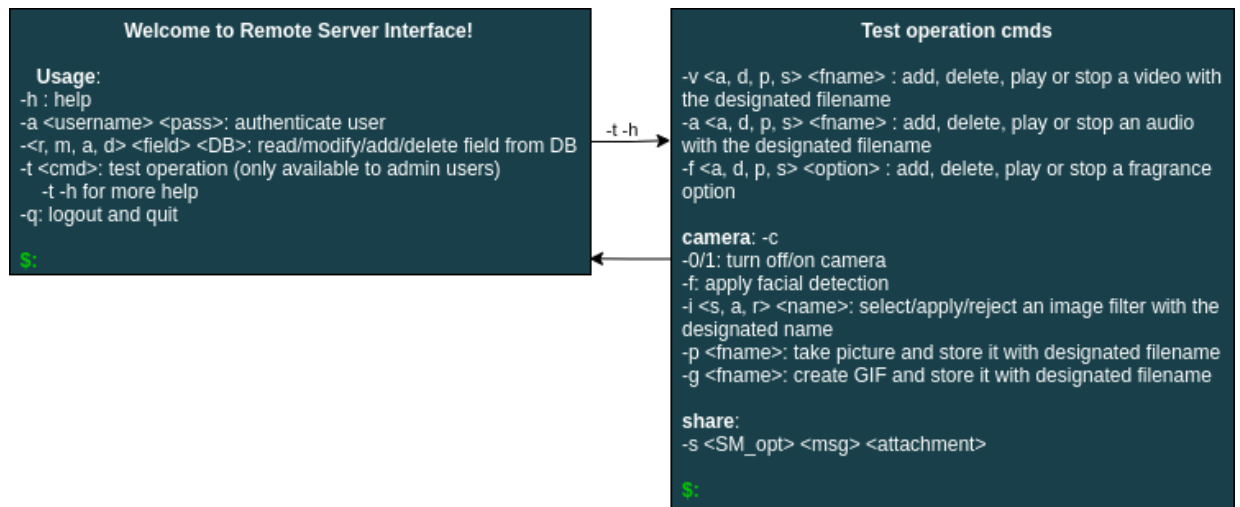 Welcome to Remote Server Interface!
Usage:
-h : help
-a <username> <pass>: authenticate user
-<r, m, a, d> <field> <DB>: read/modify/add/delete field from DB
-t <cmd>: test operation (only available to admin users)
-t -h for more help
-q: logout and quit
$:
-t -h
Test operation cmds
-v <a, d, p, s> <fname> : add, delete, play or stop a video with
the designated filename
-a <a, d, p, s> <fname> : add, delete, play or stop an audio
with the designated filename
-f <a, d, p, s> <option> : add, delete, play or stop a fragrance
option
camera: -c
-0/1: turn off/on camera
-f: apply facial detection
-i <s, a, r> <name>: select/apply/reject an image filter with the
designated name
-p <fname>: take picture and store it with designated filename
-g <fname>: create GIF and store it with designated filename
share:
-s <SM_opt> <msg> <attachment>
$: